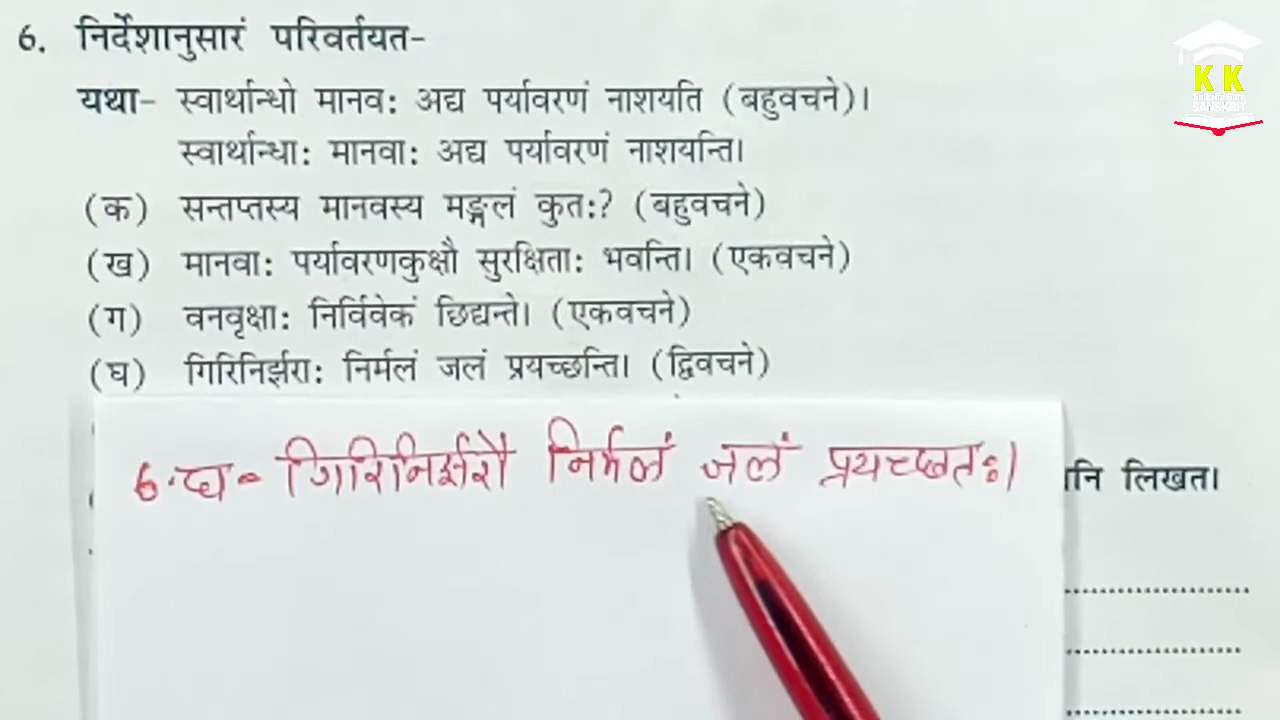 6. निर्देशानुसारं परिवर्तयत-
यथा- स्वार्थान्धो मानवः अद्य पर्यावरणं नाशयति (बहुवचने)।
स्वार्थान्धाः मानवाः अद्य पर्यावरणं नाशयन्ति।
(क) सन्तप्तस्य मानवस्य मङ्गलं कुतः? (बहुवचने)
(ख) मानवाः पर्यावरणकुक्षौ सुरक्षिताः भवन्ति। (एकवचने)
(ग) वनवृक्षाः निर्विवेकं छिद्यन्ते। (एकवचने)
(घ) गिरिनिर्झराः निर्मलं जलं प्रयच्छन्ति। (द्विवचने)
6.घ- गिरिनिर्झरौ निर्मलं जलं प्रयच्छतः।
लिखत।
K K
SANSKRIT